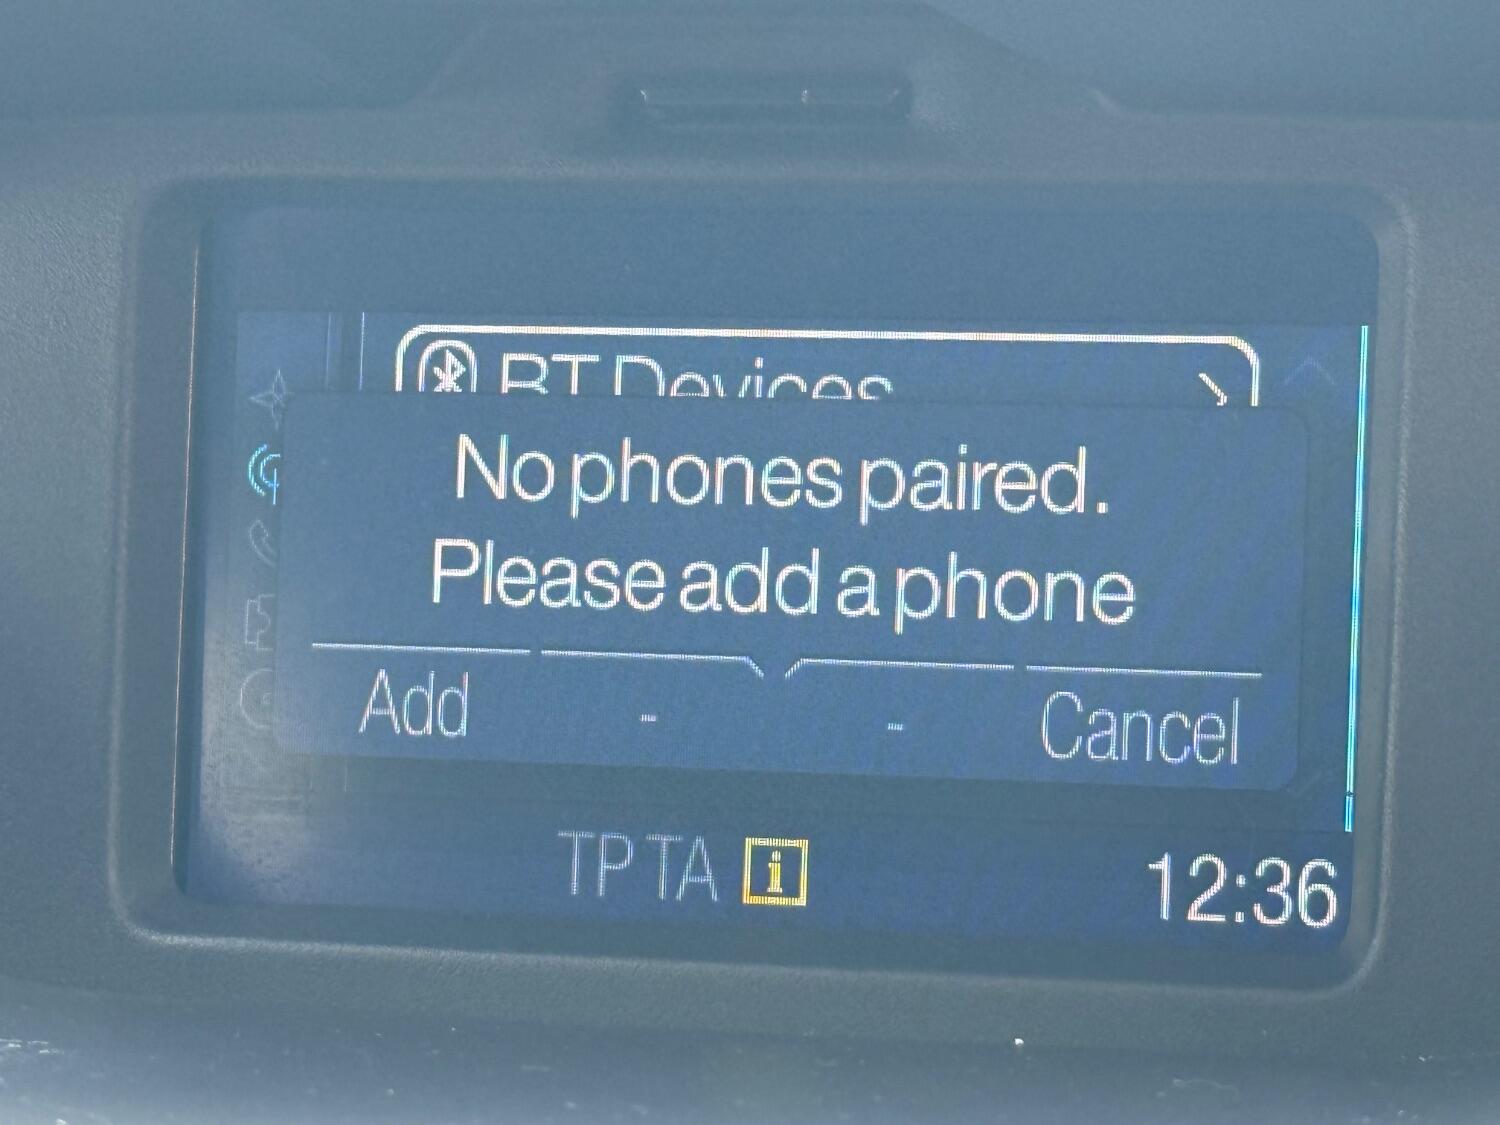 BT Devices
No phones paired.
Please add a phone
Add - - Cancel
TP TA i 12:36